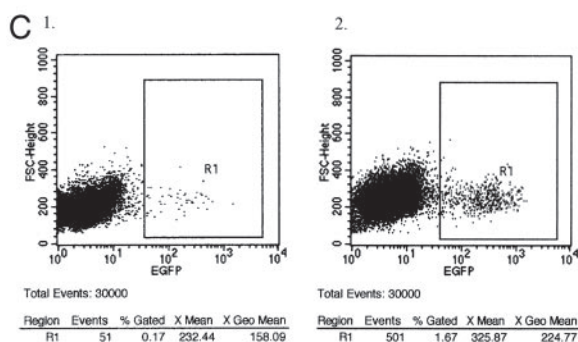 C
1.
1000
800
600
400
200
0
FSC-Height
R1
10^0 10^1 10^2 10^3 10^4
EGFP
Total Events: 30000
Region Events % Gated X Mean X Geo Mean
R1 51 0.17 232.44 158.09
2.
1000
800
600
400
200
0
FSC-Height
R1
10^0 10^1 10^2 10^3 10^4
EGFP
Total Events: 30000
Region Events % Gated X Mean X Geo Mean
R1 501 1.67 325.87 224.77